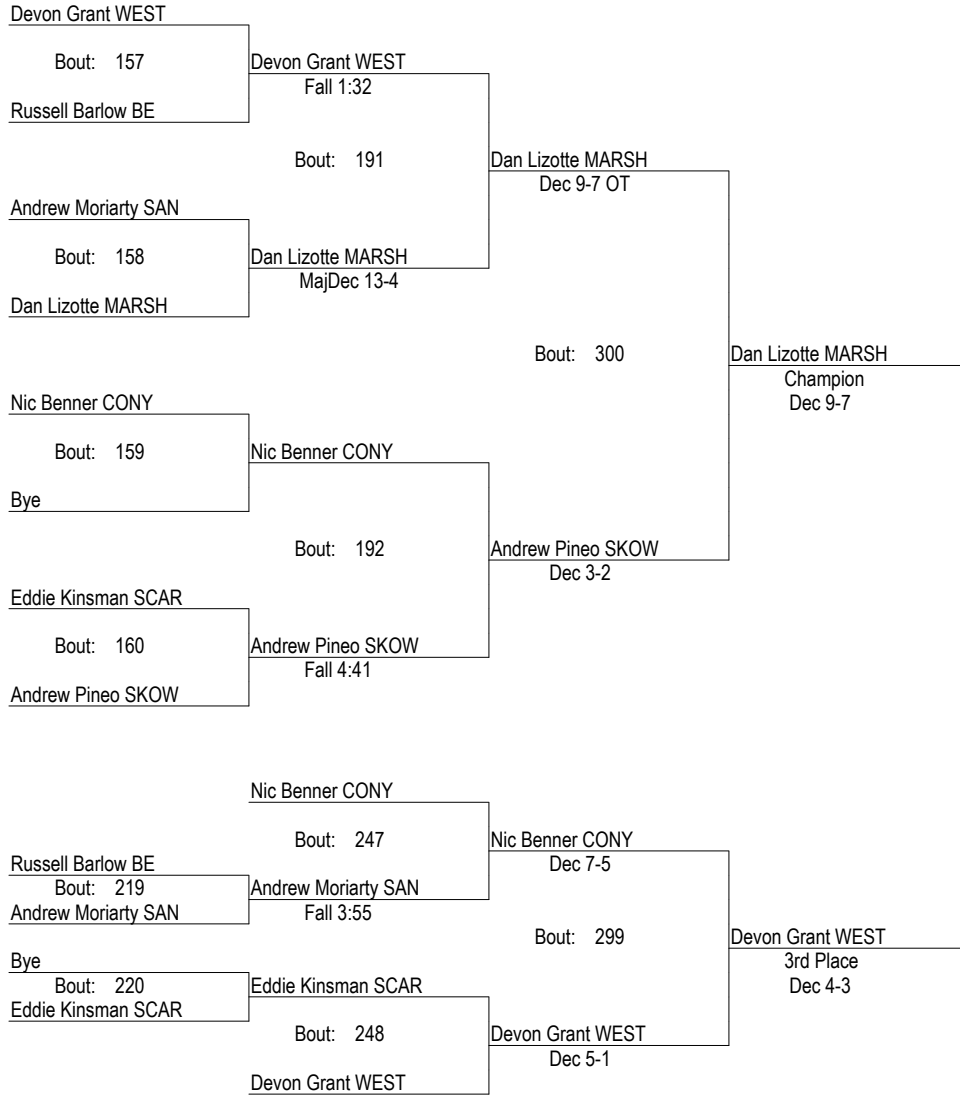 Devon Grant WEST
Bout: 157
Devon Grant WEST
Fall 1:32
Russell Barlow BE
Bout: 191
Dan Lizotte MARSH
Dec 9-7 OT
Andrew Moriarty SAN
Bout: 158
Dan Lizotte MARSH
MajDec 13-4
Dan Lizotte MARSH
Bout: 300
Dan Lizotte MARSH
Champion
Dec 9-7
Nic Benner CONY
Bout: 159
Nic Benner CONY
Bye
Bout: 192
Andrew Pineo SKOW
Dec 3-2
Eddie Kinsman SCAR
Bout: 160
Andrew Pineo SKOW
Fall 4:41
Andrew Pineo SKOW
Nic Benner CONY
Bout: 247
Nic Benner CONY
Dec 7-5
Russell Barlow BE
Bout: 219
Andrew Moriarty SAN
Andrew Moriarty SAN
Fall 3:55
Bout: 299
Devon Grant WEST
3rd Place
Dec 4-3
Bye
Bout: 220
Eddie Kinsman SCAR
Eddie Kinsman SCAR
Bout: 248
Devon Grant WEST
Dec 5-1
Devon Grant WEST